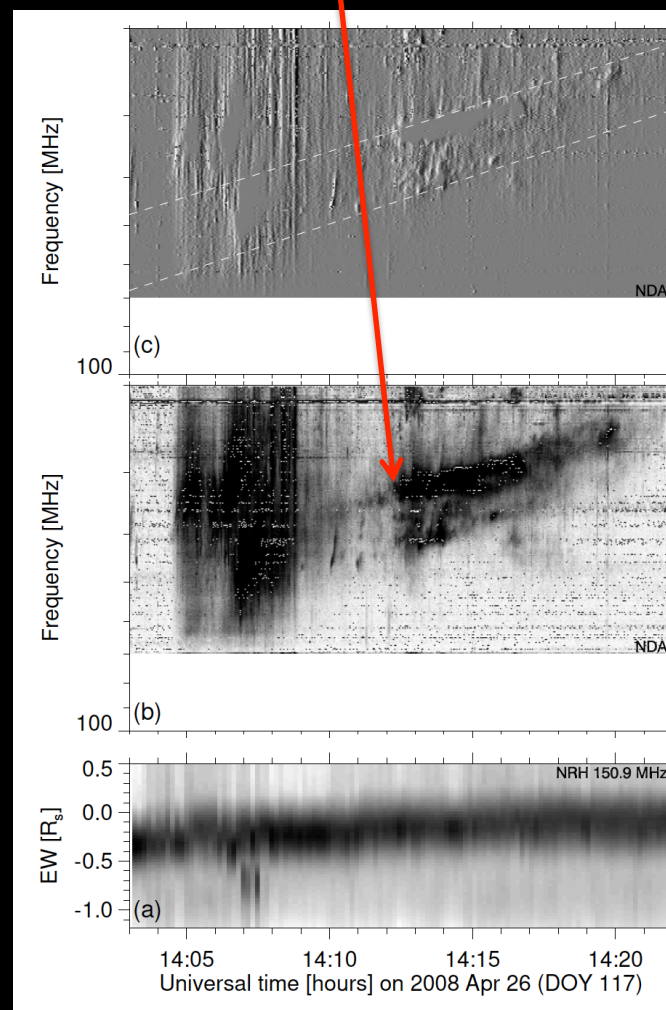 Frequency [MHz]
NDA
(c)
100
Frequency [MHz]
NDA
(b)
100
0.5
NRH 150.9 MHz
EW [Rs]
0.0
-0.5
-1.0
(a)
14:05 14:10 14:15 14:20
Universal time [hours] on 2008 Apr 26 (DOY 117)